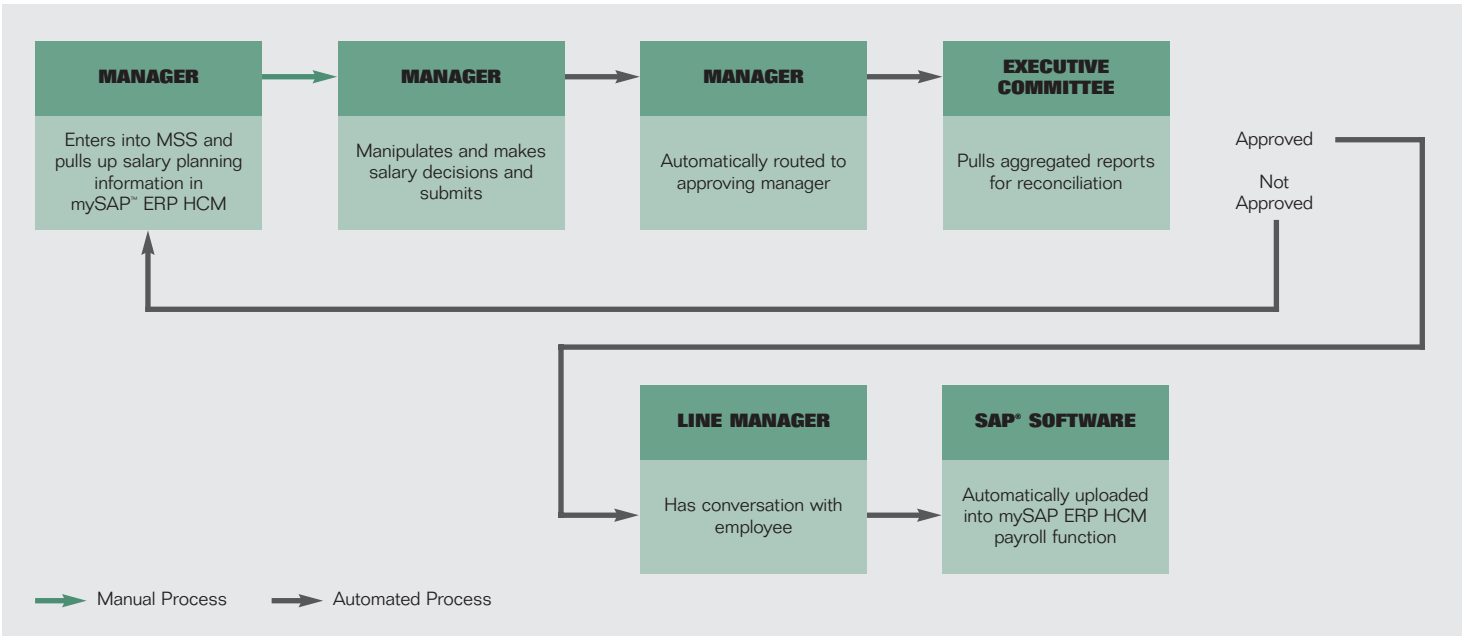 MANAGER
Enters into MSS and
pulls up salary planning
information in
mySAP™ ERP HCM
MANAGER
Manipulates and makes
salary decisions and
submits
MANAGER
Automatically routed to
approving manager
EXECUTIVE
COMMITTEE
Pulls aggregated reports
for reconciliation
Approved
Not
Approved
LINE MANAGER
Has conversation with
employee
SAP® SOFTWARE
Automatically uploaded
into mySAP ERP HCM
payroll function
Manual Process
Automated Process